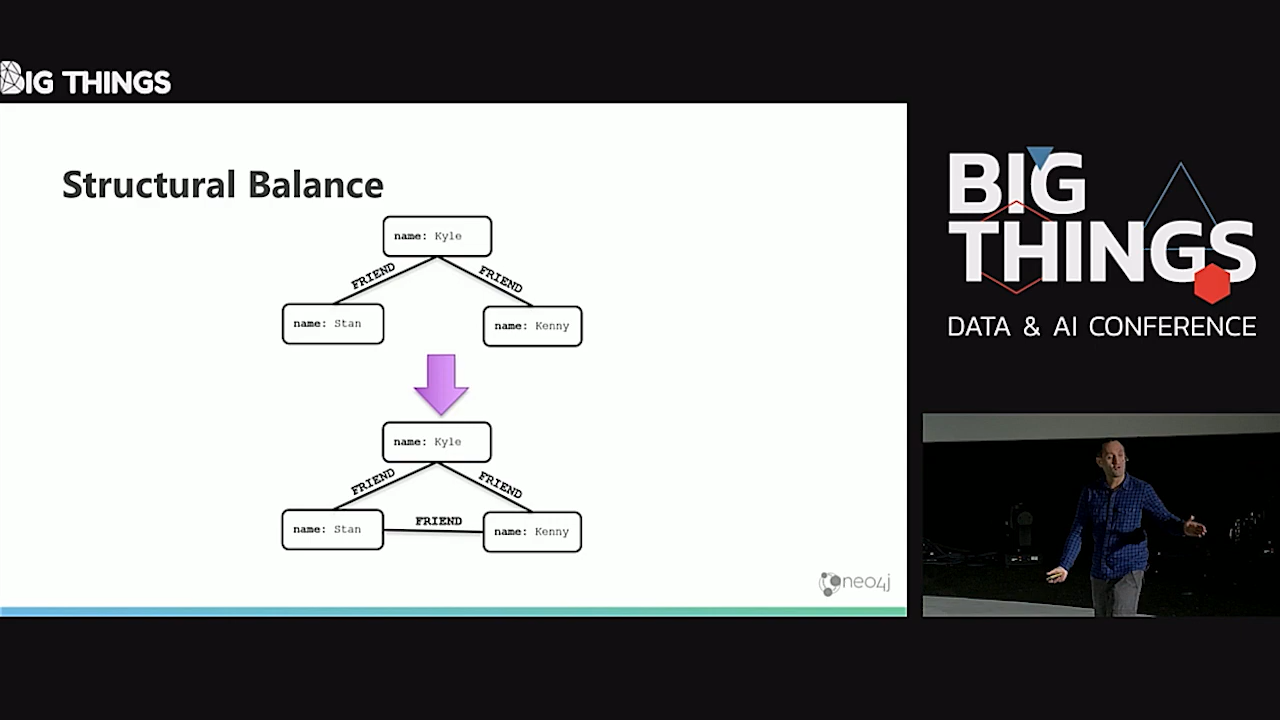 BIG THINGS
Structural Balance
name: Kyle
FRIEND
FRIEND
name: Stan
name: Kenny
name: Kyle
FRIEND
FRIEND
name: Stan
FRIEND
name: Kenny
neo4j
BIG
THINGS
DATA & AI CONFERENCE